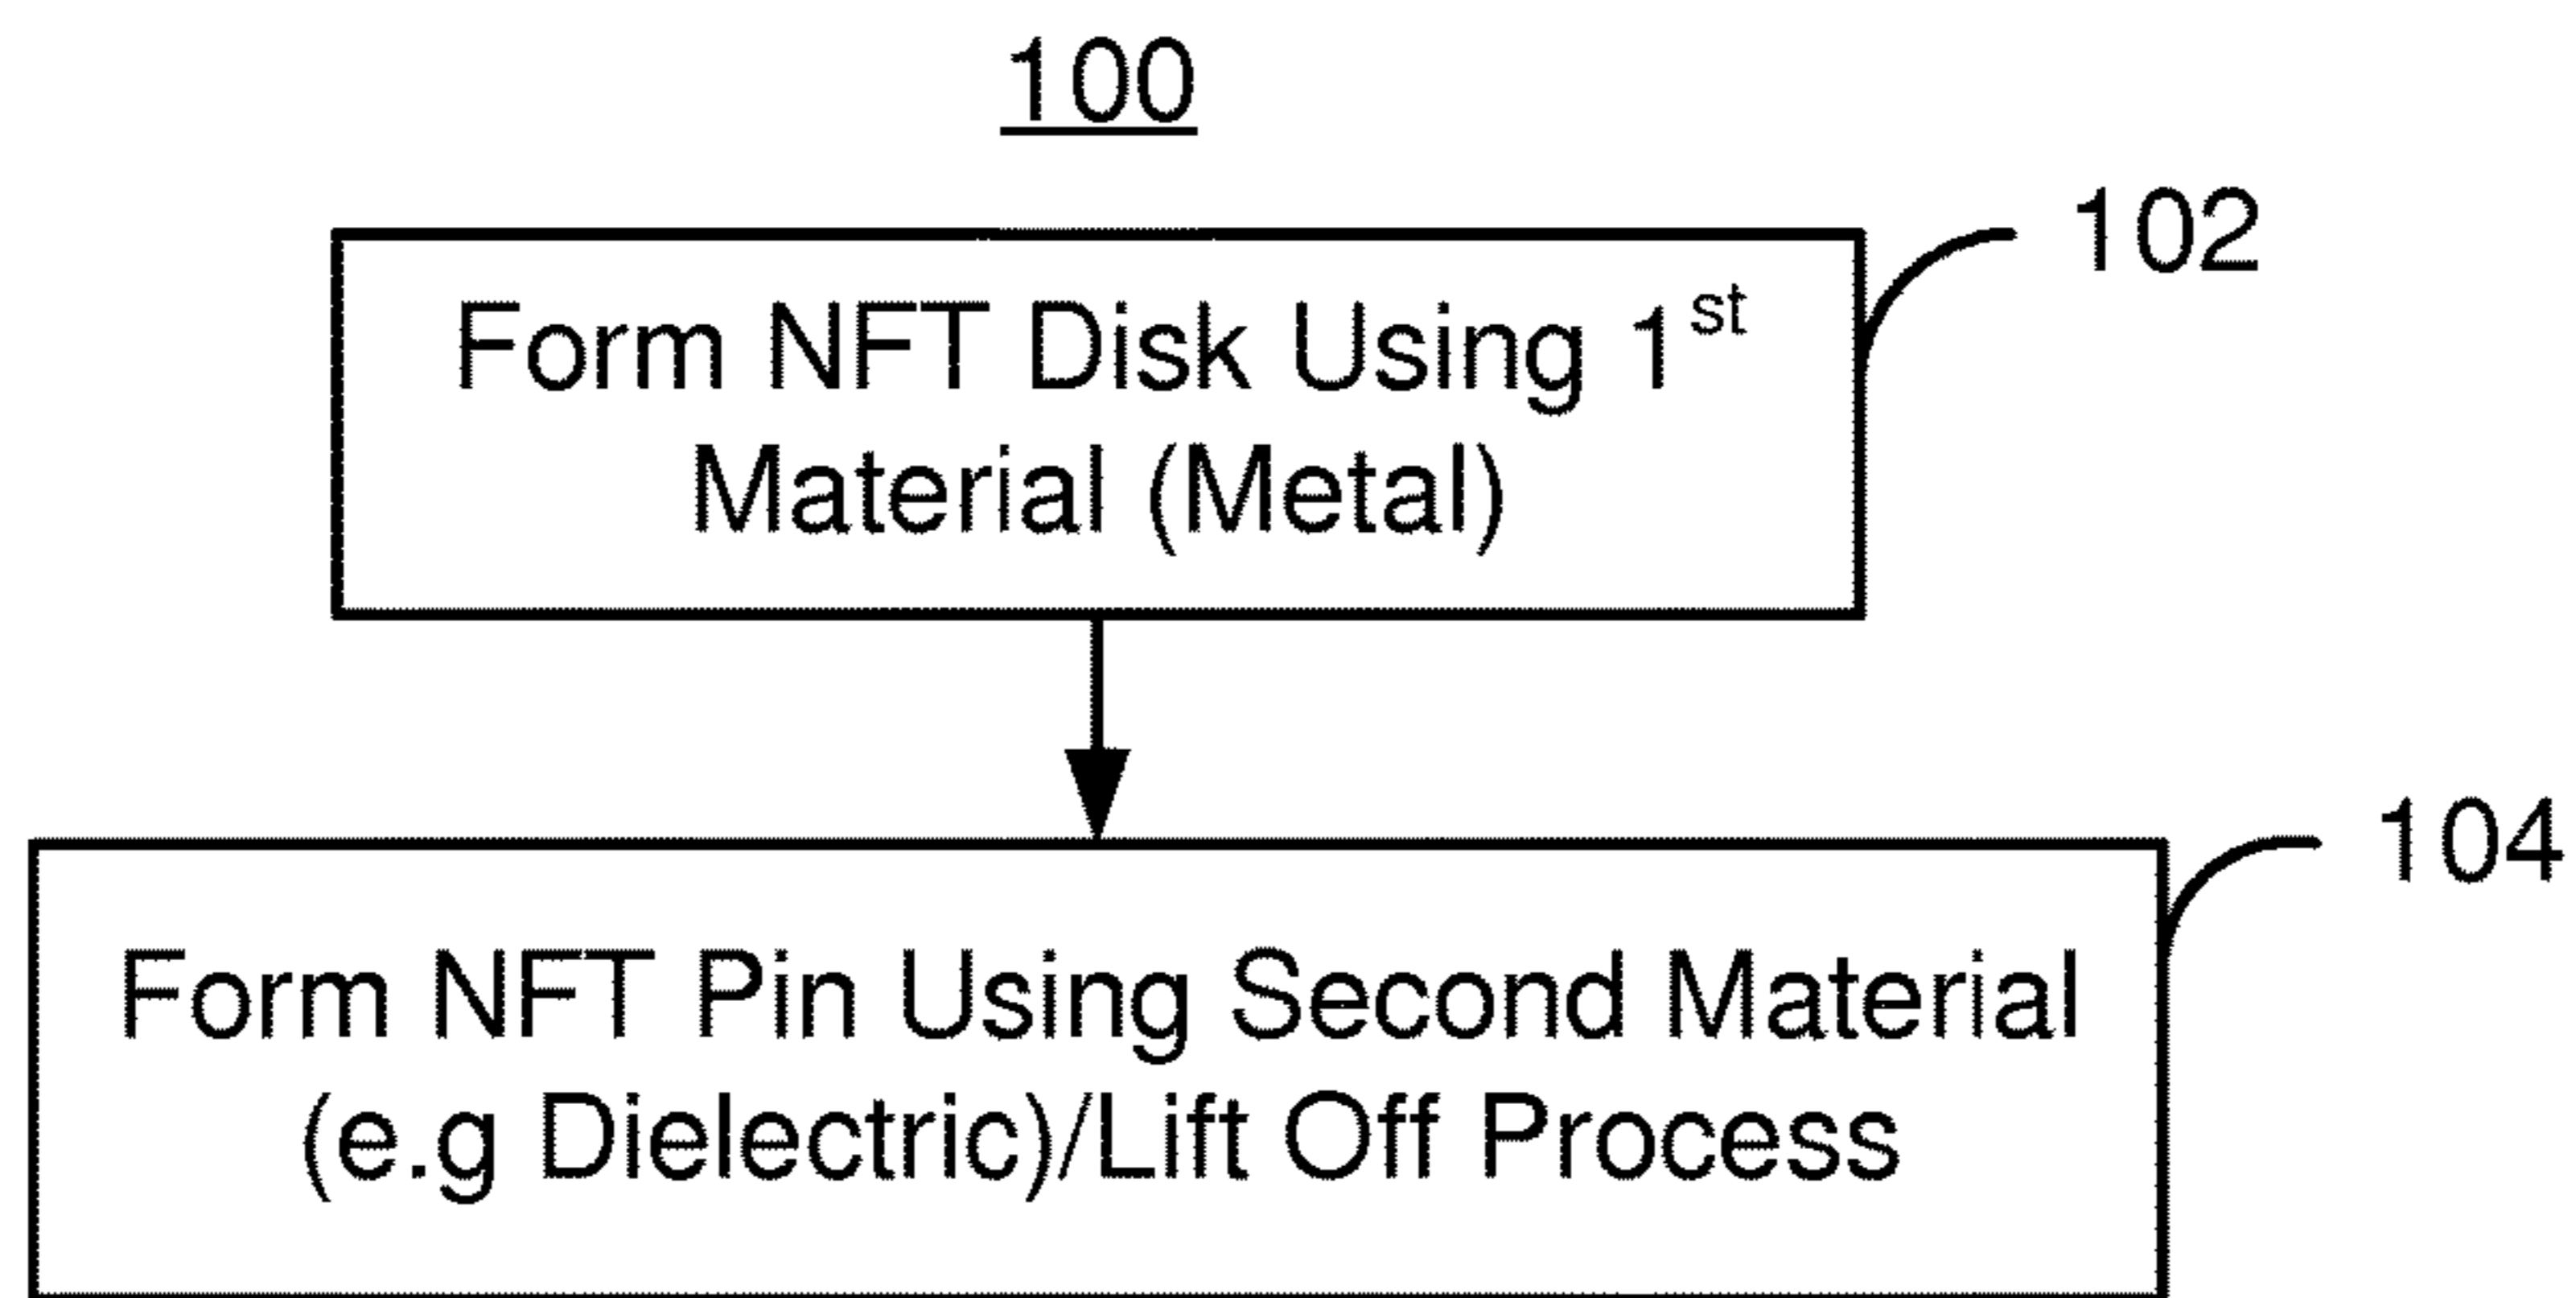 100
102
Form NFT Disk Using 1st
Material (Metal)
104
Form NFT Pin Using Second Material
(e.g Dielectric)/Lift Off Process